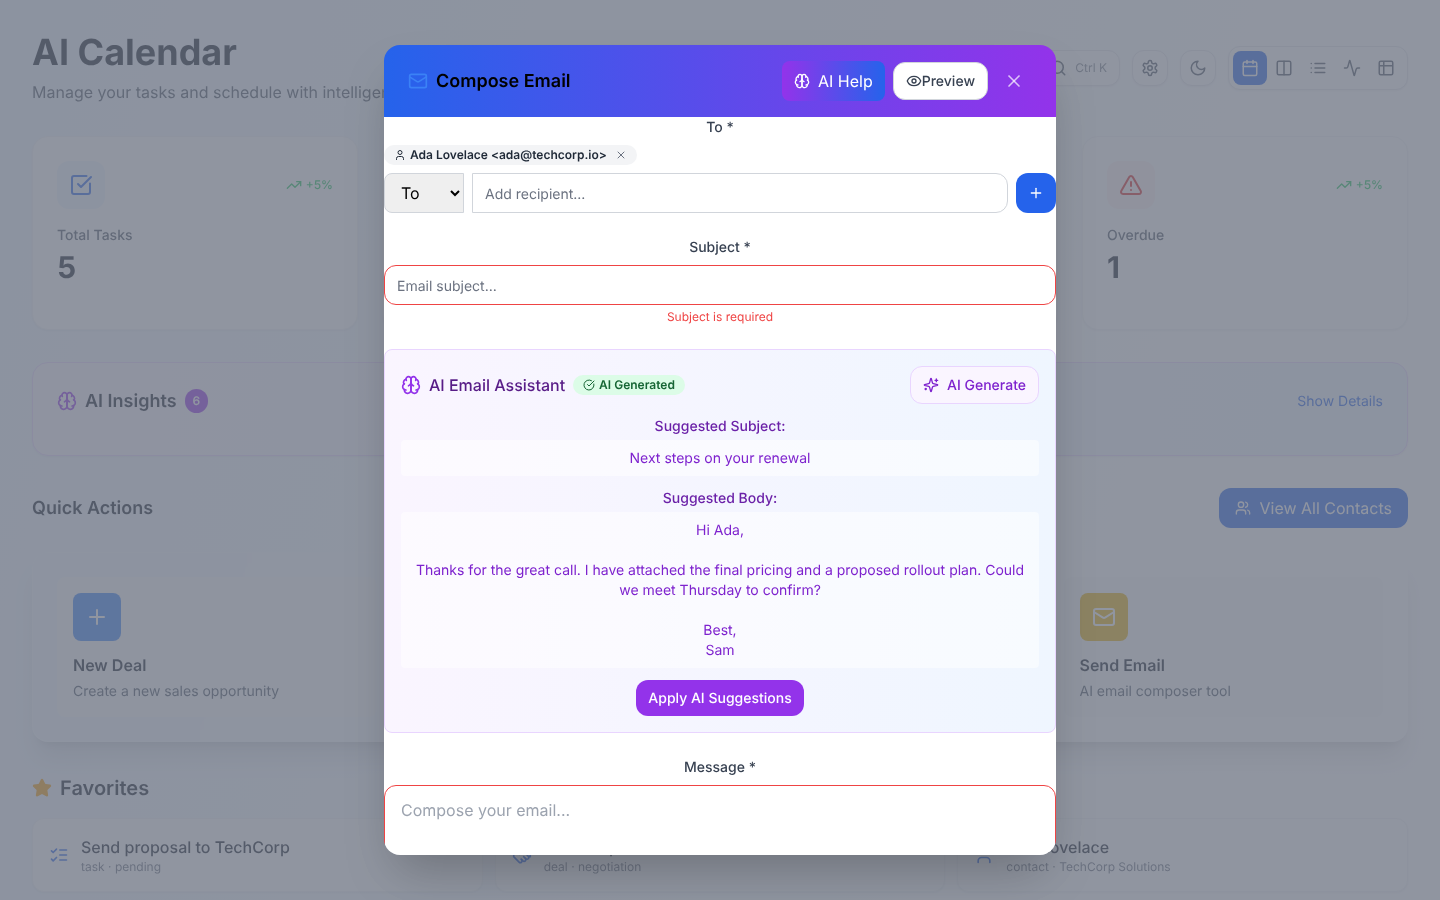 AI Calendar
Manage your tasks and schedule with intellige
Ctrl K
Compose Email
AI Help
Preview
To *
Ada Lovelace <ada@techcorp.io>
To
Add recipient...
Subject *
Email subject...
Subject is required
+5%
Total Tasks
5
+5%
Overdue
1
AI Insights
6
Show Details
AI Email Assistant
AI Generated
AI Generate
Suggested Subject:
Next steps on your renewal
Suggested Body:
Hi Ada,
Thanks for the great call. I have attached the final pricing and a proposed rollout plan. Could
we meet Thursday to confirm?
Best,
Sam
Apply AI Suggestions
Message *
Compose your email...
Quick Actions
View All Contacts
New Deal
Create a new sales opportunity
Send Email
AI email composer tool
Favorites
Send proposal to TechCorp
task · pending
deal · negotiation
ovelace
contact · TechCorp Solutions